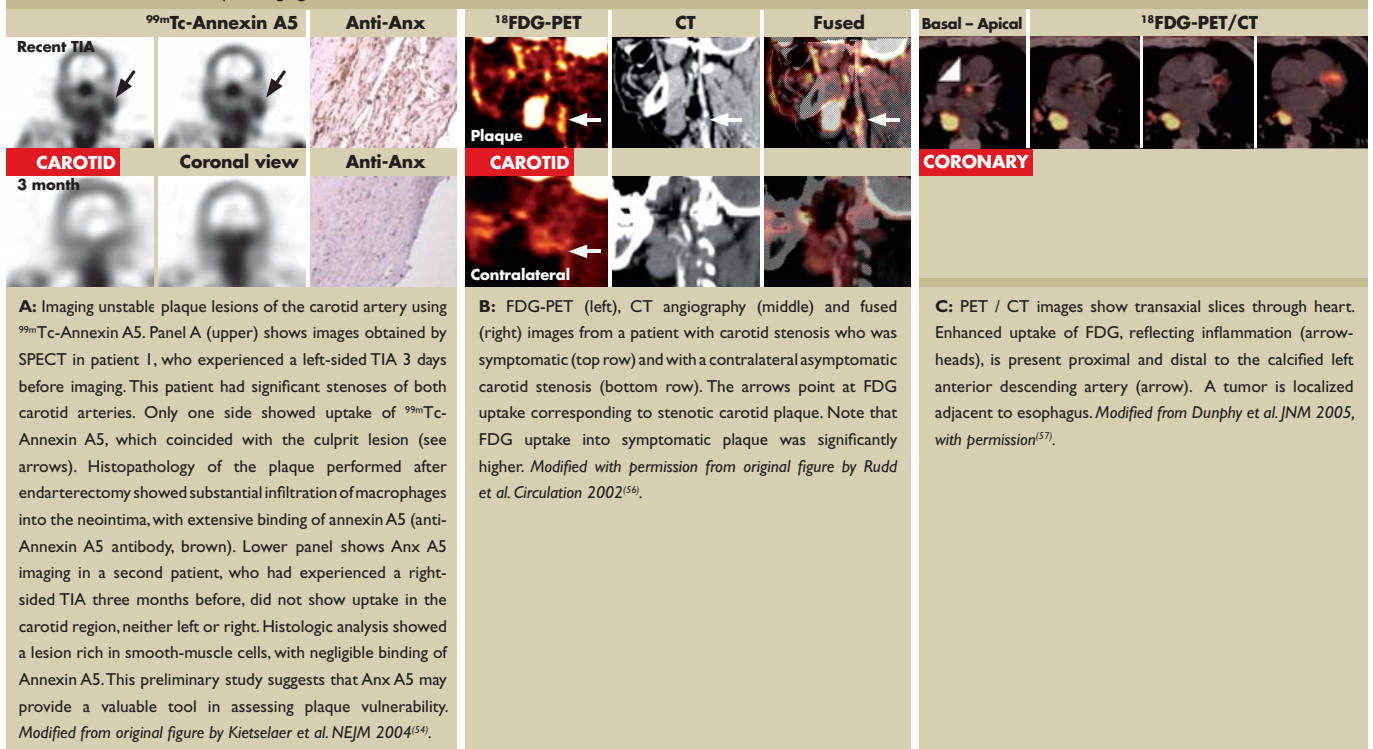 99mTc-Annexin A5
Anti-Anx
Recent TIA
CAROTID
Coronal view
Anti-Anx
3 month
A: Imaging unstable plaque lesions of the carotid artery using
99mTc-Annexin A5. Panel A (upper) shows images obtained by
SPECT in patient 1, who experienced a left-sided TIA 3 days
before imaging. This patient had significant stenoses of both
carotid arteries. Only one side showed uptake of 99mTc-
Annexin A5, which coincided with the culprit lesion (see
arrows). Histopathology of the plaque performed after
endarterectomy showed substantial infiltration of macrophages
into the neointima, with extensive binding of annexin A5 (anti-
Annexin A5 antibody, brown). Lower panel shows Anx A5
imaging in a second patient, who had experienced a right-
sided TIA three months before, did not show uptake in the
carotid region, neither left or right. Histologic analysis showed
a lesion rich in smooth-muscle cells, with negligible binding of
Annexin A5. This preliminary study suggests that Anx A5 may
provide a valuable tool in assessing plaque vulnerability.
Modified from original figure by Kietselaer et al. NEJM 2004(54).
18FDG-PET
CT
Fused
Plaque
CAROTID
Contralateral
B: FDG-PET (left), CT angiography (middle) and fused
(right) images from a patient with carotid stenosis who was
symptomatic (top row) and with a contralateral asymptomatic
carotid stenosis (bottom row). The arrows point at FDG
uptake corresponding to stenotic carotid plaque. Note that
FDG uptake into symptomatic plaque was significantly
higher. Modified with permission from original figure by Rudd
et al. Circulation 2002(56).
Basal – Apical
18FDG-PET/CT
CORONARY
C: PET / CT images show transaxial slices through heart.
Enhanced uptake of FDG, reflecting inflammation (arrow-
heads), is present proximal and distal to the calcified left
anterior descending artery (arrow). A tumor is localized
adjacent to esophagus. Modified from Dunphy et al. JNM 2005,
with permission(57).